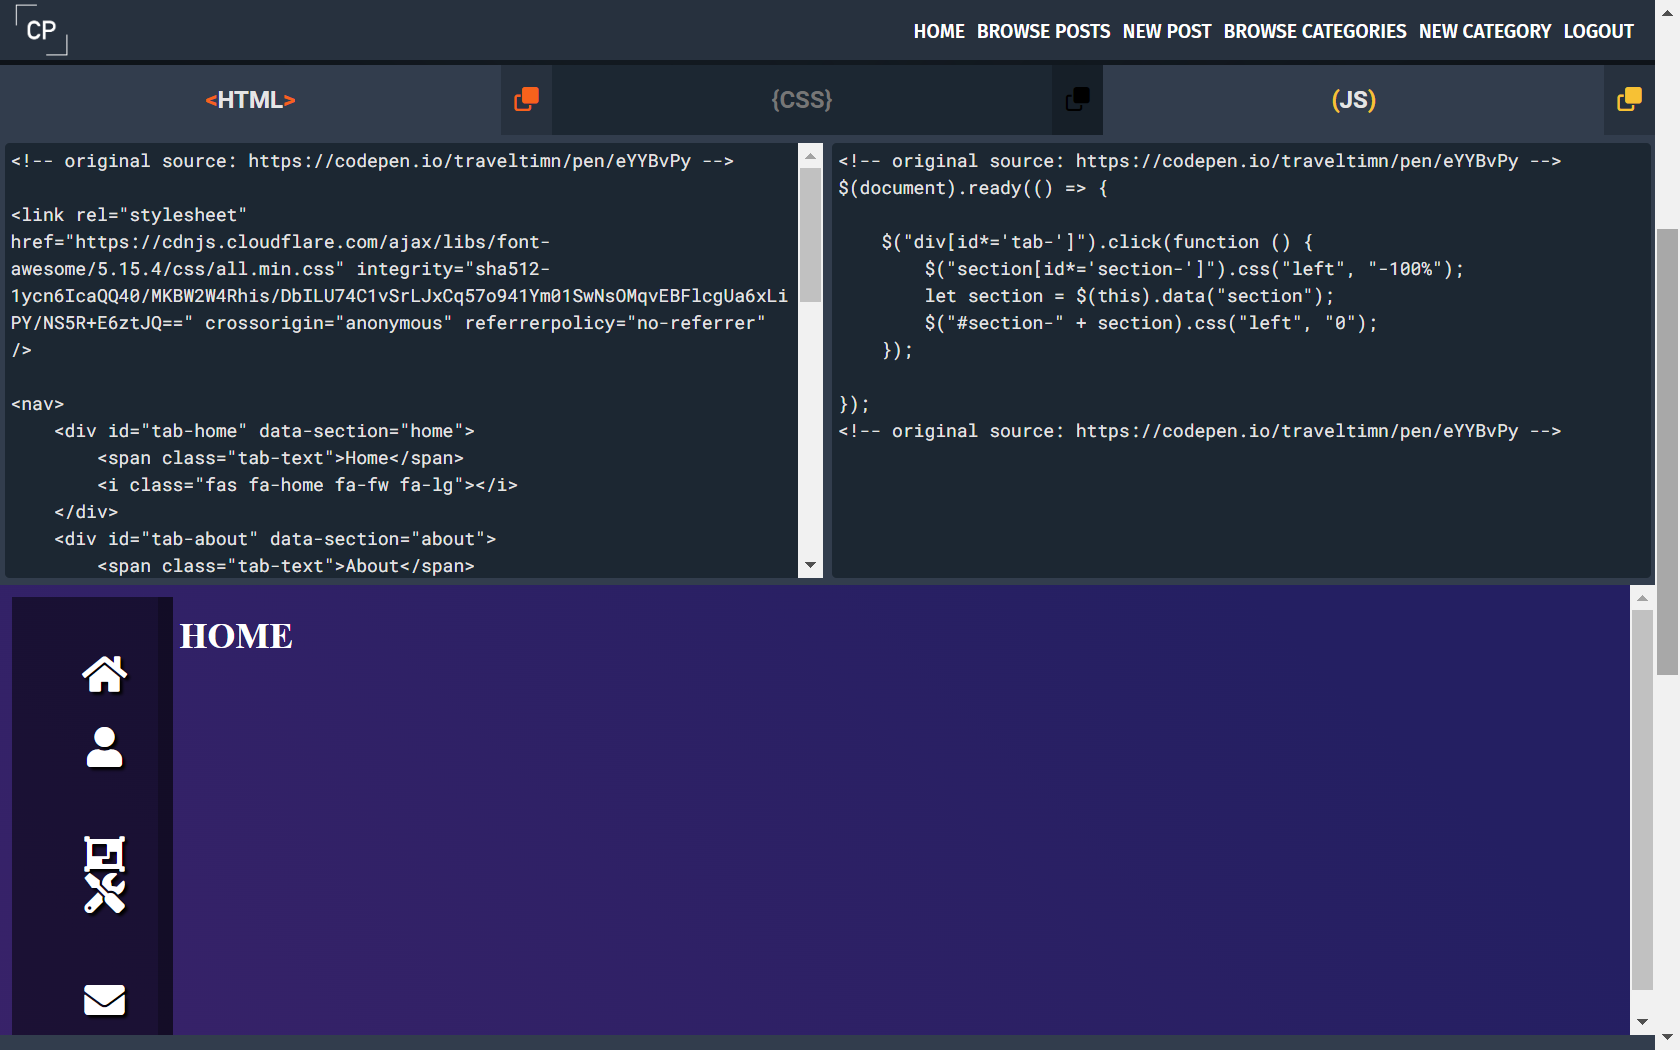 CP
HOME BROWSE POSTS NEW POST BROWSE CATEGORIES NEW CATEGORY LOGOUT
<HTML>
{CSS}
(JS)
<!-- original source: https://codepen.io/traveltimn/pen/eYYBvPy -->
<link rel="stylesheet"
href="https://cdnjs.cloudflare.com/ajax/libs/font-
awesome/5.15.4/css/all.min.css" integrity="sha512-
1ycn6IcaQQ40/MKBW2W4Rhis/DbILU74C1vSrLJxCq57o941Ym01SwNsOMqvEBFlcgUa6xLi
PY/NS5R+E6ztJQ==" crossorigin="anonymous" referrerpolicy="no-referrer"
/>
<nav>
    <div id="tab-home" data-section="home">
        <span class="tab-text">Home</span>
        <i class="fas fa-home fa-fw fa-lg"></i>
    </div>
    <div id="tab-about" data-section="about">
        <span class="tab-text">About</span>
<!-- original source: https://codepen.io/traveltimn/pen/eYYBvPy -->
$(document).ready(() => {
    $("div[id*='tab-']").click(function () {
        $("section[id*='section-']").css("left", "-100%");
        let section = $(this).data("section");
        $("#section-" + section).css("left", "0");
    });
});
<!-- original source: https://codepen.io/traveltimn/pen/eYYBvPy -->
HOME